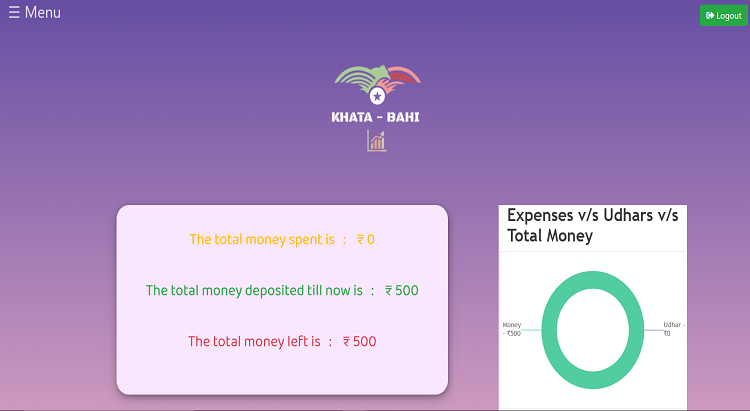 ☰ Menu
Logout
KHATA - BAHI
The total money spent is : ₹ 0
The total money deposited till now is : ₹ 500
The total money left is : ₹ 500
Expenses v/s Udhars v/s
Total Money
Money
- ₹500
Udhar -
₹0